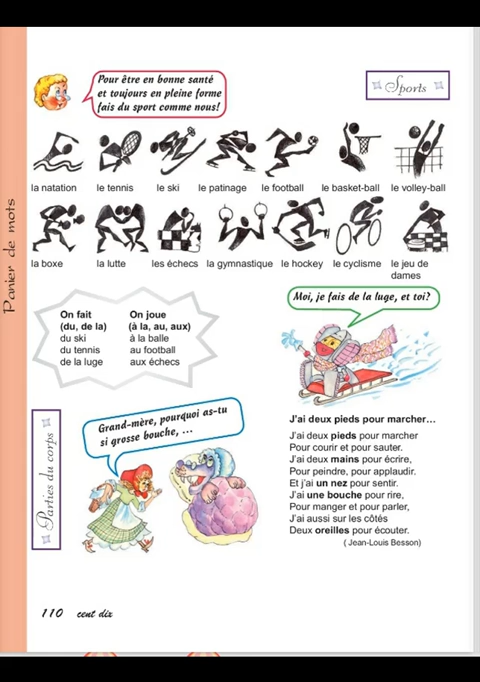 Panier de mots
Pour être en bonne santé
et toujours en pleine forme
fais du sport comme nous!
Sports
la natation le tennis le ski le patinage le football le basket-ball le volley-ball
la boxe la lutte les échecs la gymnastique le hockey le cyclisme le jeu de
dames
On fait On joue
(du, de la) (à la, au, aux)
du ski à la balle
du tennis au football
de la luge aux échecs
Moi, je fais de la luge, et toi?
Parties du corps
Grand-mère, pourquoi as-tu
si grosse bouche, ...
J'ai deux pieds pour marcher...
J'ai deux pieds pour marcher
Pour courir et pour sauter.
J'ai deux mains pour écrire,
Pour peindre, pour applaudir.
Et j'ai un nez pour sentir.
J'ai une bouche pour rire,
Pour manger et pour parler,
J'ai aussi sur les côtés
Deux oreilles pour écouter.
( Jean-Louis Besson)
110 cent dix